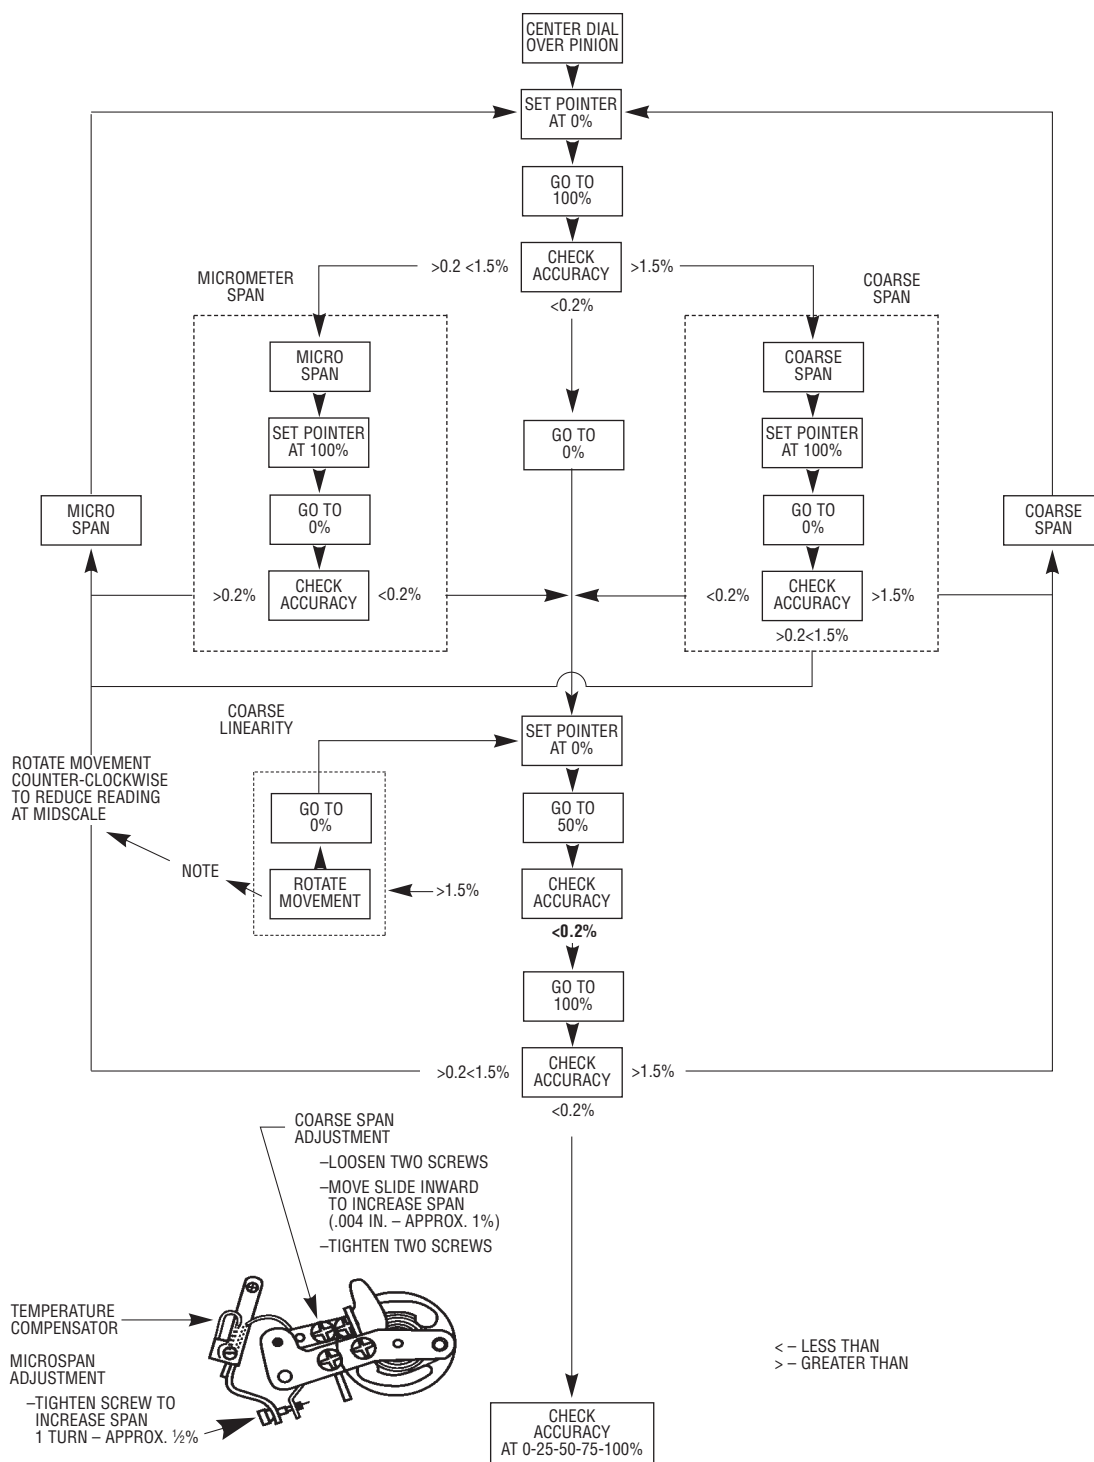 CENTER DIAL
OVER PINION
SET POINTER
AT 0%
GO TO
100%
CHECK
ACCURACY
>0.2 <1.5%
>1.5%
<0.2%
MICROMETER
SPAN
COARSE
SPAN
MICRO
SPAN
SET POINTER
AT 100%
GO TO
0%
CHECK
ACCURACY
>0.2%
<0.2%
GO TO
0%
COARSE
SPAN
SET POINTER
AT 100%
GO TO
0%
CHECK
ACCURACY
<0.2%
>1.5%
>0.2<1.5%
MICRO
SPAN
COARSE
SPAN
COARSE
LINEARITY
SET POINTER
AT 0%
ROTATE MOVEMENT
COUNTER-CLOCKWISE
TO REDUCE READING
AT MIDSCALE
NOTE
GO TO
0%
ROTATE
MOVEMENT
>1.5%
GO TO
50%
CHECK
ACCURACY
<0.2%
GO TO
100%
CHECK
ACCURACY
>0.2<1.5%
>1.5%
<0.2%
COARSE SPAN
ADJUSTMENT
–LOOSEN TWO SCREWS
–MOVE SLIDE INWARD
TO INCREASE SPAN
(.004 IN. – APPROX. 1%)
–TIGHTEN TWO SCREWS
TEMPERATURE
COMPENSATOR
MICROSPAN
ADJUSTMENT
–TIGHTEN SCREW TO
INCREASE SPAN
1 TURN – APPROX. ½%
< – LESS THAN
> – GREATER THAN
CHECK
ACCURACY
AT 0-25-50-75-100%